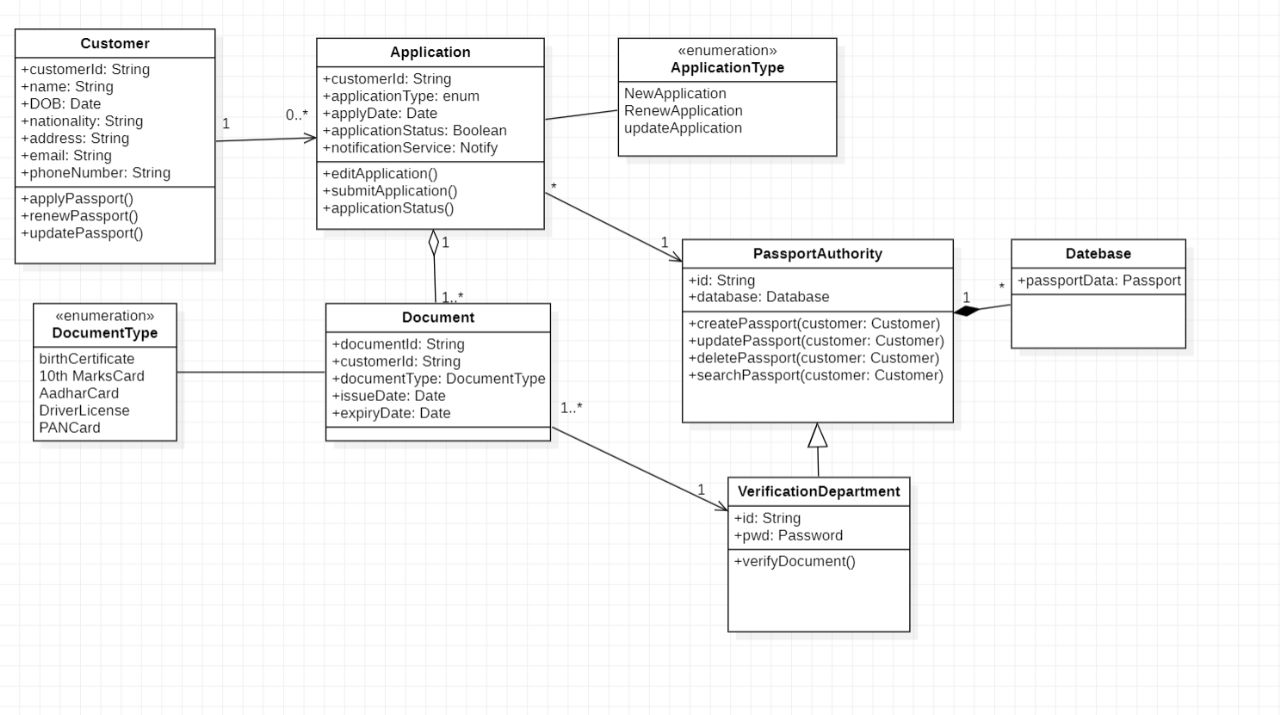 Customer
+customerId: String
+name: String
+DOB: Date
+nationality: String
+address: String
+email: String
+phoneNumber: String
+applyPassport()
+renewPassport()
+updatePassport()
1
0..*
Application
+customerId: String
+applicationType: enum
+applyDate: Date
+applicationStatus: Boolean
+notificationService: Notify
+editApplication()
+submitApplication()
+applicationStatus()
«enumeration»
ApplicationType
NewApplication
RenewApplication
updateApplication
*
1
1
1..*
PassportAuthority
+id: String
+database: Database
+createPassport(customer: Customer)
+updatePassport(customer: Customer)
+deletePassport(customer: Customer)
+searchPassport(customer: Customer)
1
*
Datebase
+passportData: Passport
«enumeration»
DocumentType
birthCertificate
10th MarksCard
AadharCard
DriverLicense
PANCard
Document
+documentId: String
+customerId: String
+documentType: DocumentType
+issueDate: Date
+expiryDate: Date
1..*
1
VerificationDepartment
+id: String
+pwd: Password
+verifyDocument()